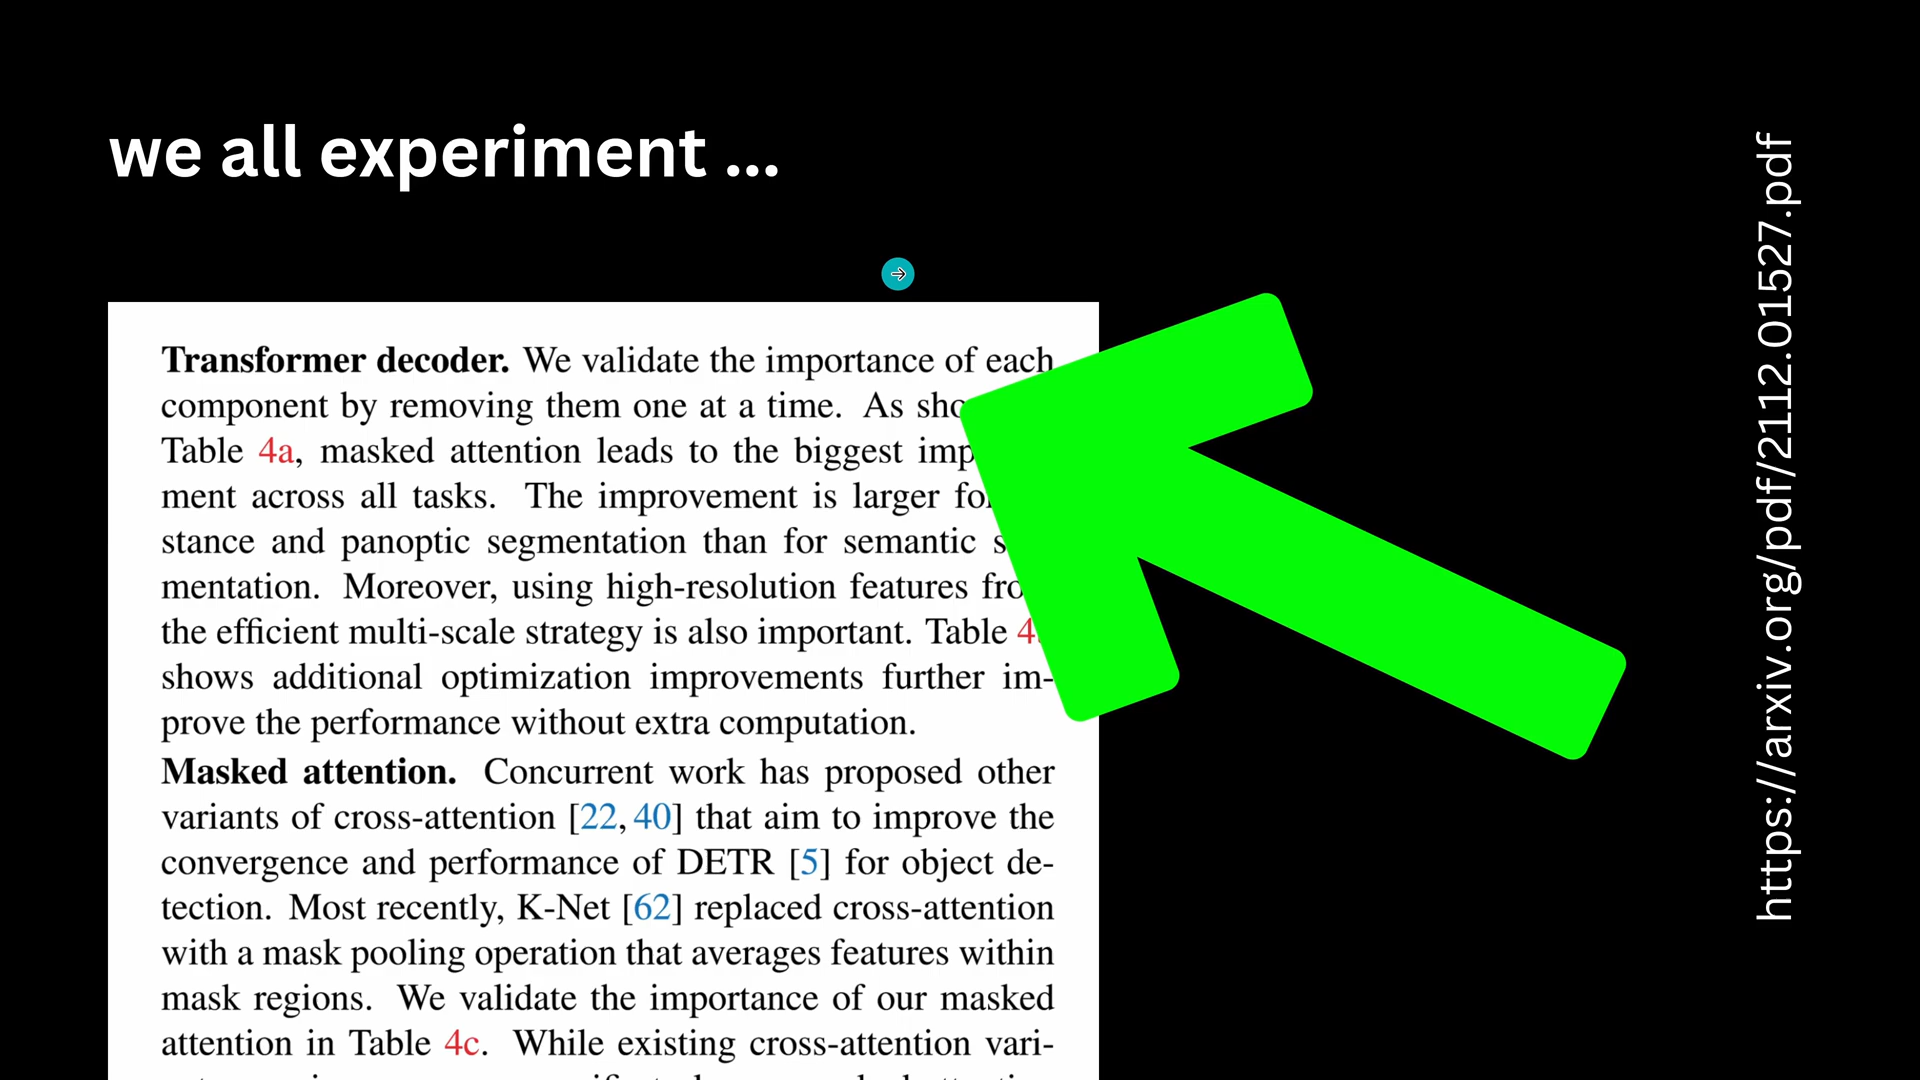 we all experiment ...
Transformer decoder. We validate the importance of each
component by removing them one at a time. As
Table 4a, masked attention leads to the biggest
ment across all tasks. The improvement is larger
stance and panoptic segmentation than for semantic
mentation. Moreover, using high-resolution features
the efficient multi-scale strategy is also important. Table
shows additional optimization improvements further im-
prove the performance without extra computation.
Masked attention. Concurrent work has proposed other
variants of cross-attention [22, 40] that aim to improve the
convergence and performance of DETR [5] for object de-
tection. Most recently, K-Net [62] replaced cross-attention
with a mask pooling operation that averages features within
mask regions. We validate the importance of our masked
attention in Table 4c. While existing cross-attention vari-
https://arxiv.org/pdf/2112.01527.pdf